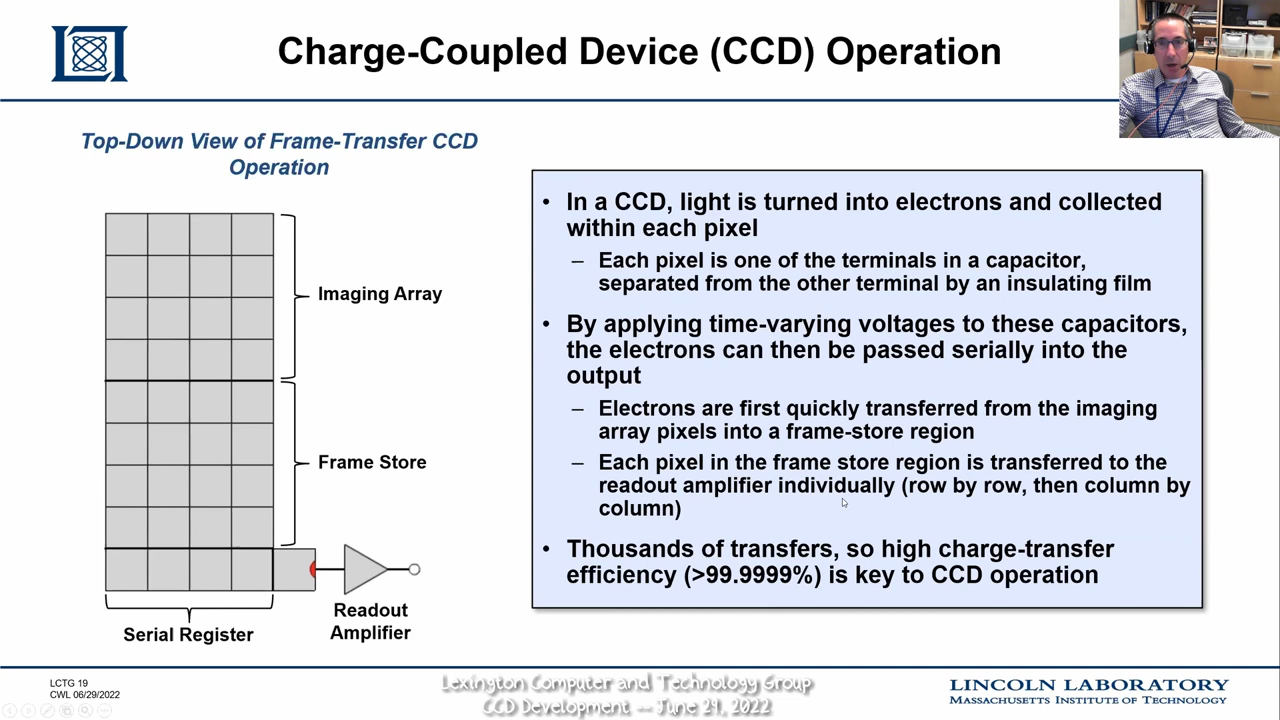 Charge-Coupled Device (CCD) Operation
Top-Down View of Frame-Transfer CCD
Operation
Imaging Array
Frame Store
Readout
Amplifier
Serial Register
• In a CCD, light is turned into electrons and collected
within each pixel
– Each pixel is one of the terminals in a capacitor,
separated from the other terminal by an insulating film
• By applying time-varying voltages to these capacitors,
the electrons can then be passed serially into the
output
– Electrons are first quickly transferred from the imaging
array pixels into a frame-store region
– Each pixel in the frame store region is transferred to the
readout amplifier individually (row by row, then column by
column)
• Thousands of transfers, so high charge-transfer
efficiency (>99.9999%) is key to CCD operation
LCTG 19
CWL 06/29/2022
Lexington Computer and Technology Group
CCD Development -- June 29, 2022
LINCOLN LABORATORY
MASSACHUSETTS INSTITUTE OF TECHNOLOGY